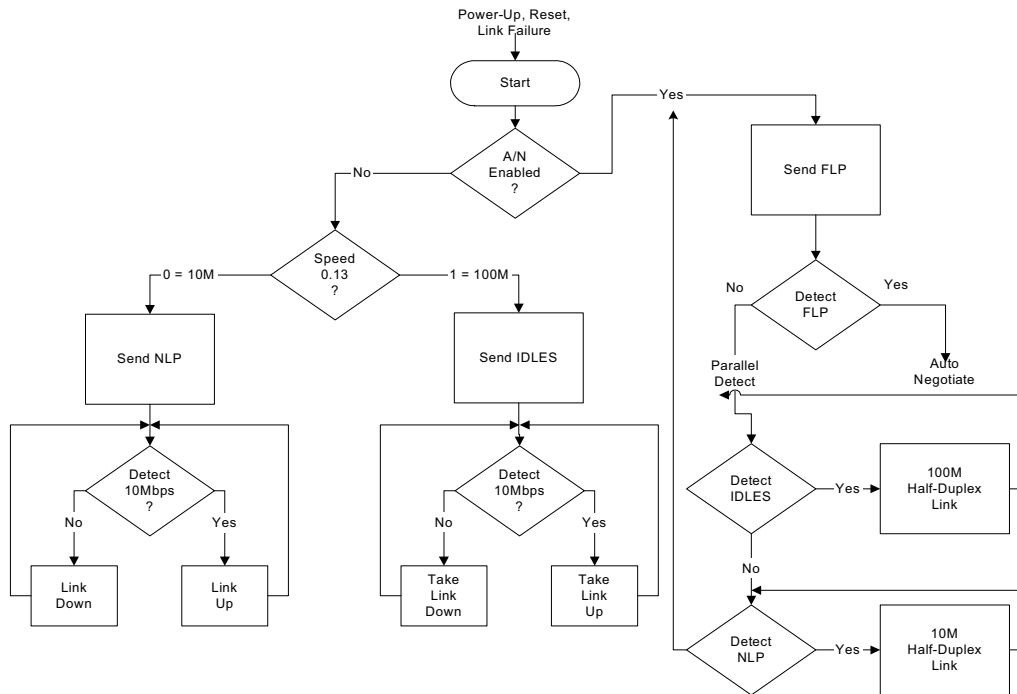 Power-Up, Reset,
Link Failure
Start
Yes
A/N
Enabled
?
No
Send FLP
Speed
0.13
?
0 = 10M
1 = 100M
No
Yes
Detect
FLP
Send NLP
Send IDLES
Parallel
Detect
Auto
Negotiate
Detect
10Mbps
?
No
Yes
Link
Down
Link
Up
Detect
10Mbps
?
No
Yes
Take
Link
Down
Take
Link
Up
Detect
IDLES
Yes
100M
Half-Duplex
Link
No
Detect
NLP
Yes
10M
Half-Duplex
Link